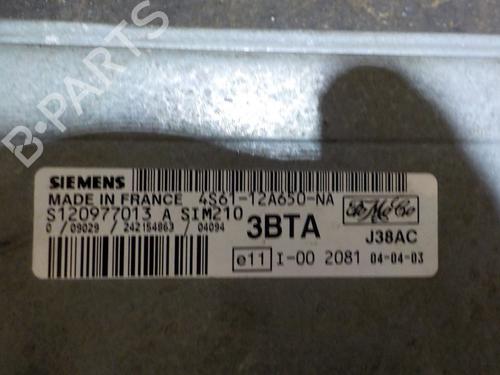 B-PARTS
SIEMENS
MADE IN FRANCE 4S61-12A650-NA
S120977013 A SIM210
0 / 09029 / 242154863 / 04094
3BTA
J38AC
e11 I-00 2081 04-04-03